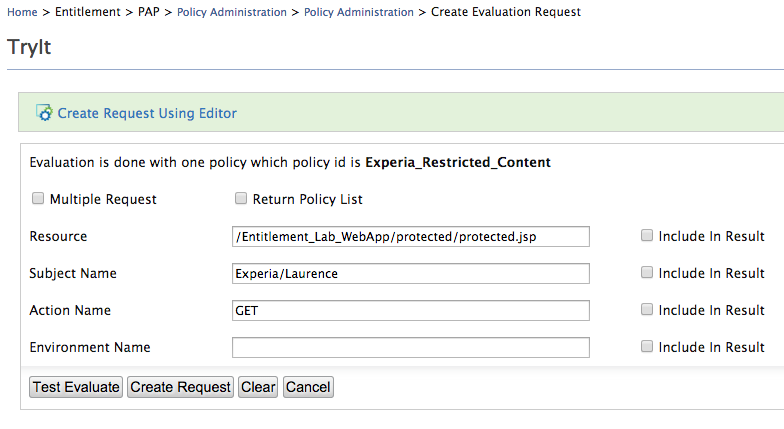 Home > Entitlement > PAP > Policy Administration > Policy Administration > Create Evaluation Request
TryIt
Create Request Using Editor
Evaluation is done with one policy which policy id is Experia_Restricted_Content
Multiple Request Return Policy List
Resource /Entitlement_Lab_WebApp/protected/protected.jsp Include In Result
Subject Name Experia/Laurence Include In Result
Action Name GET Include In Result
Environment Name Include In Result
Test Evaluate Create Request Clear Cancel